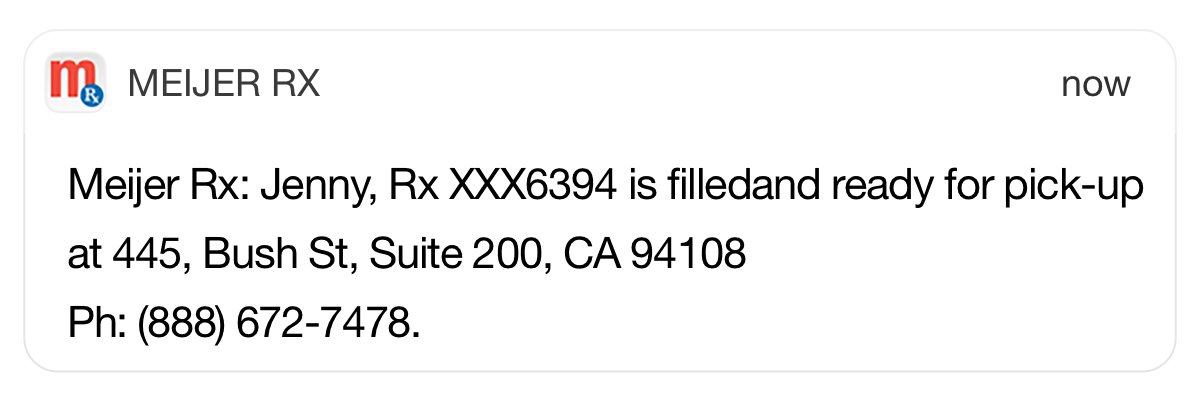 m
Rx
MEIJER RX
now
Meijer Rx: Jenny, Rx XXX6394 is filledand ready for pick-up
at 445, Bush St, Suite 200, CA 94108
Ph: (888) 672-7478.